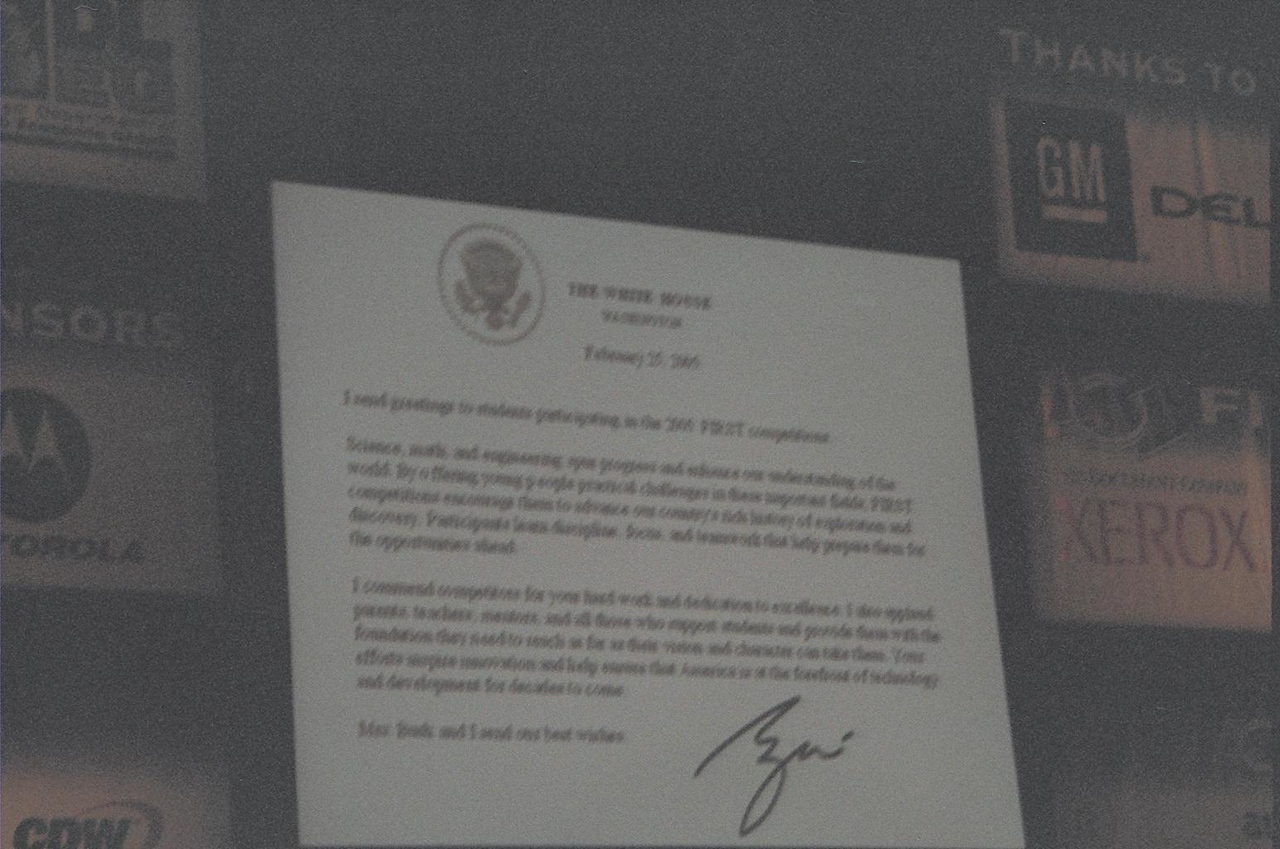 THANKS TO
GM
DEL
NSORS
TOROLA
XEROX
CDW
THE WHITE HOUSE
WASHINGTON
February 25, 2005
I send greetings to students participating in the 2005 FIRST competitions.
Science, math, and engineering spur progress and enhance our understanding of the
world. By offering young people practical challenges in these important fields, FIRST
competitions encourage them to advance our country's rich history of exploration and
discovery. Participants learn discipline, focus, and teamwork that help prepare them for
the opportunities ahead.
I commend competitors for your hard work and dedication to excellence. I also applaud
parents, teachers, mentors, and all those who support students and provide them with the
foundation they need to reach as far as their vision and character can take them. Your
efforts inspire innovation and help ensure that America is at the forefront of technology
and development for decades to come.
Mrs. Bush and I send our best wishes.